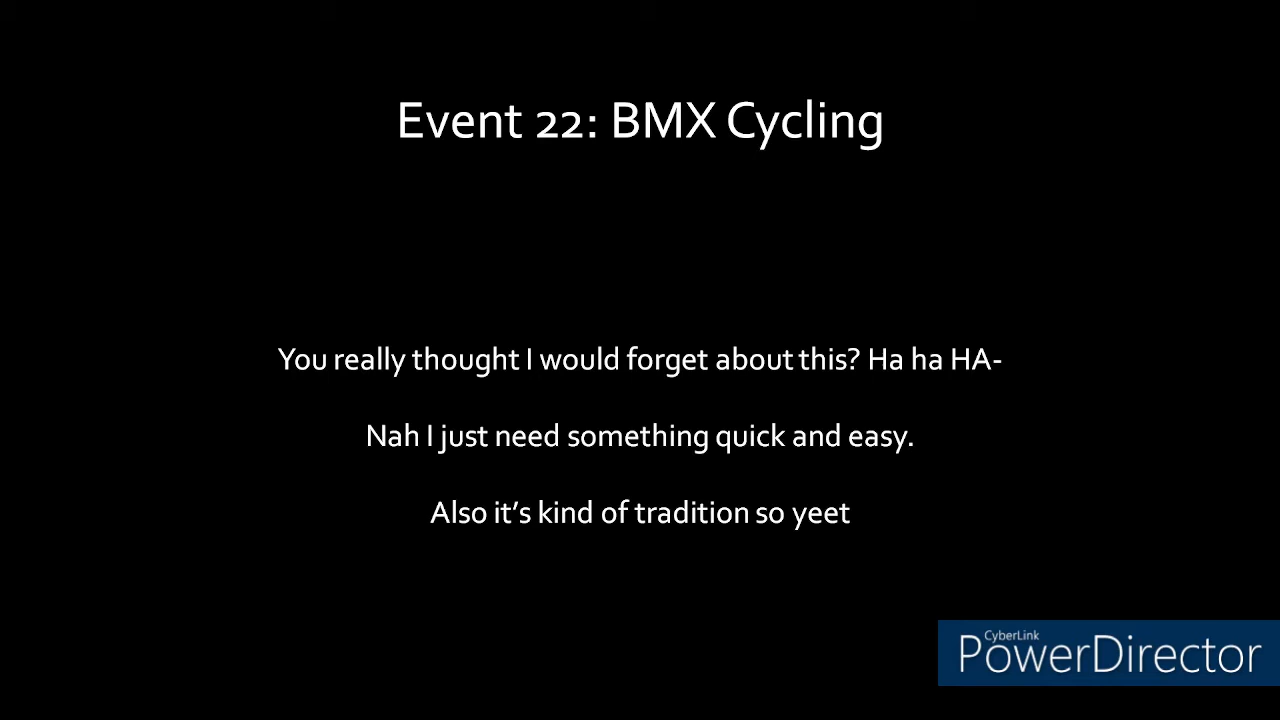 Event 22: BMX Cycling
You really thought I would forget about this? Ha ha HA-
Nah I just need something quick and easy.
Also it’s kind of tradition so yeet
CyberLink
PowerDirector